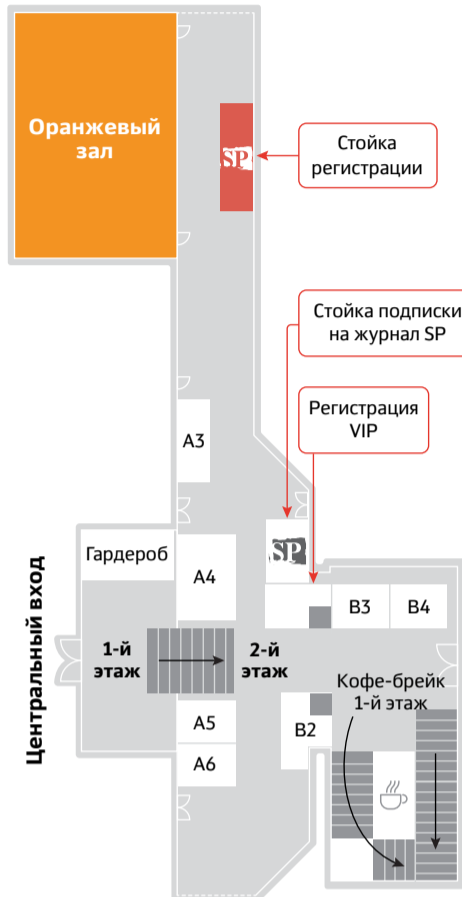 Оранжевый
зал
SP
Стойка
регистрации
Стойка подписки
на журнал SP
Регистрация
VIP
A3
SP
Гардероб
A4
B3
B4
Центральный вход
1-й
этаж
2-й
этаж
Кофе-брейк
1-й этаж
A5
B2
A6